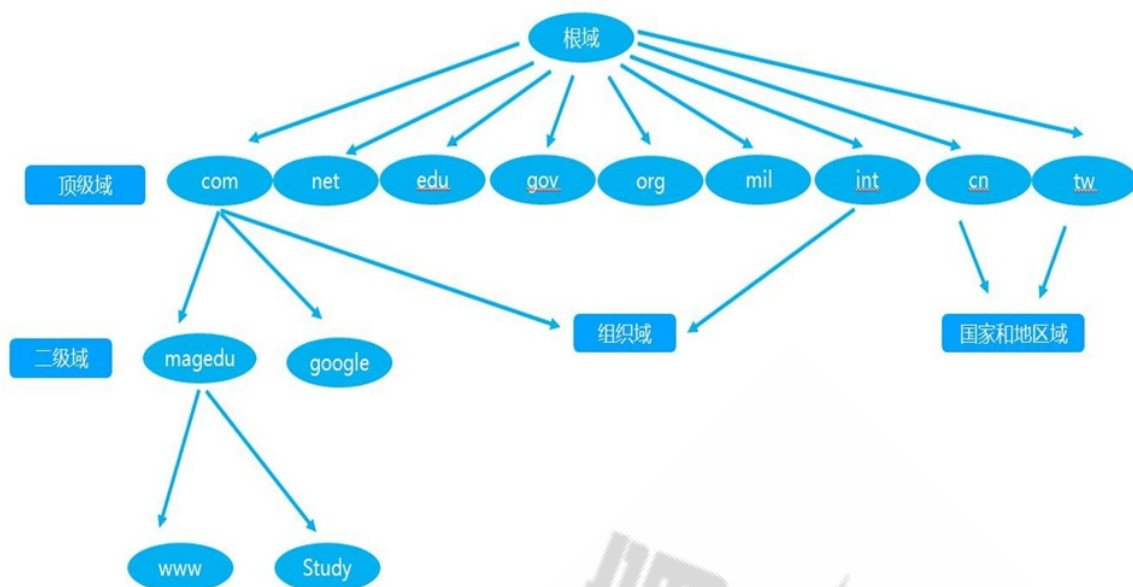 根域
顶级域
com
net
edu
gov
org
mil
int
cn
tw
组织域
国家和地区域
二级域
magedu
google
www
Study